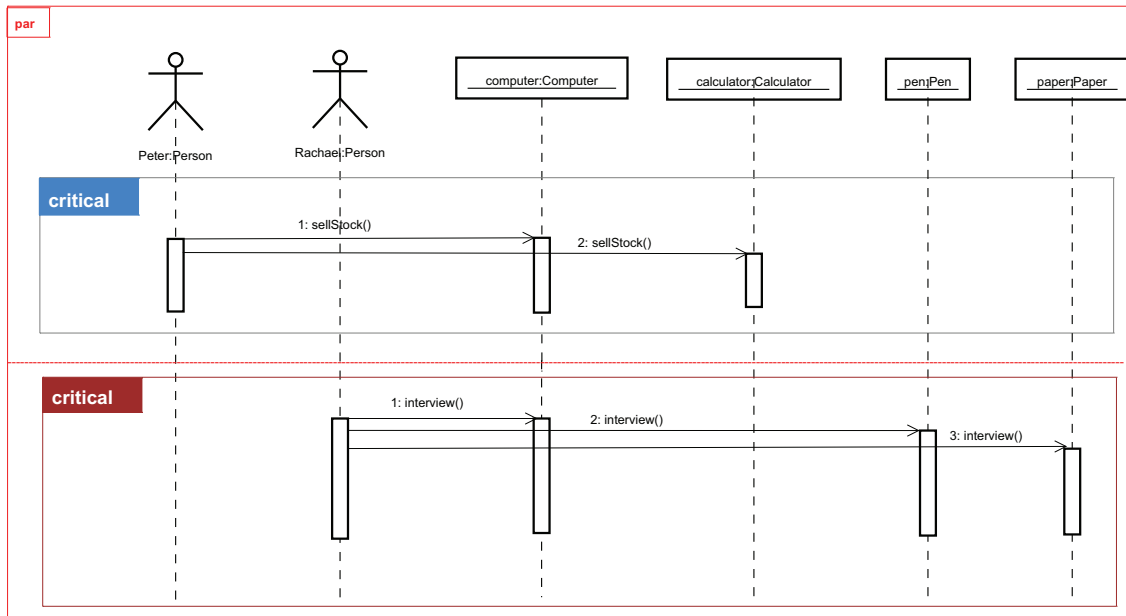 par
computer:Computer
calculator:Calculator
pen:Pen
paper:Paper
Peter:Person
Rachael:Person
critical
1: sellStock()
2: sellStock()
critical
1: interview()
2: interview()
3: interview()